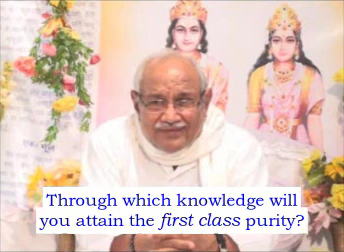 Through which knowledge will
you attain the first class purity?